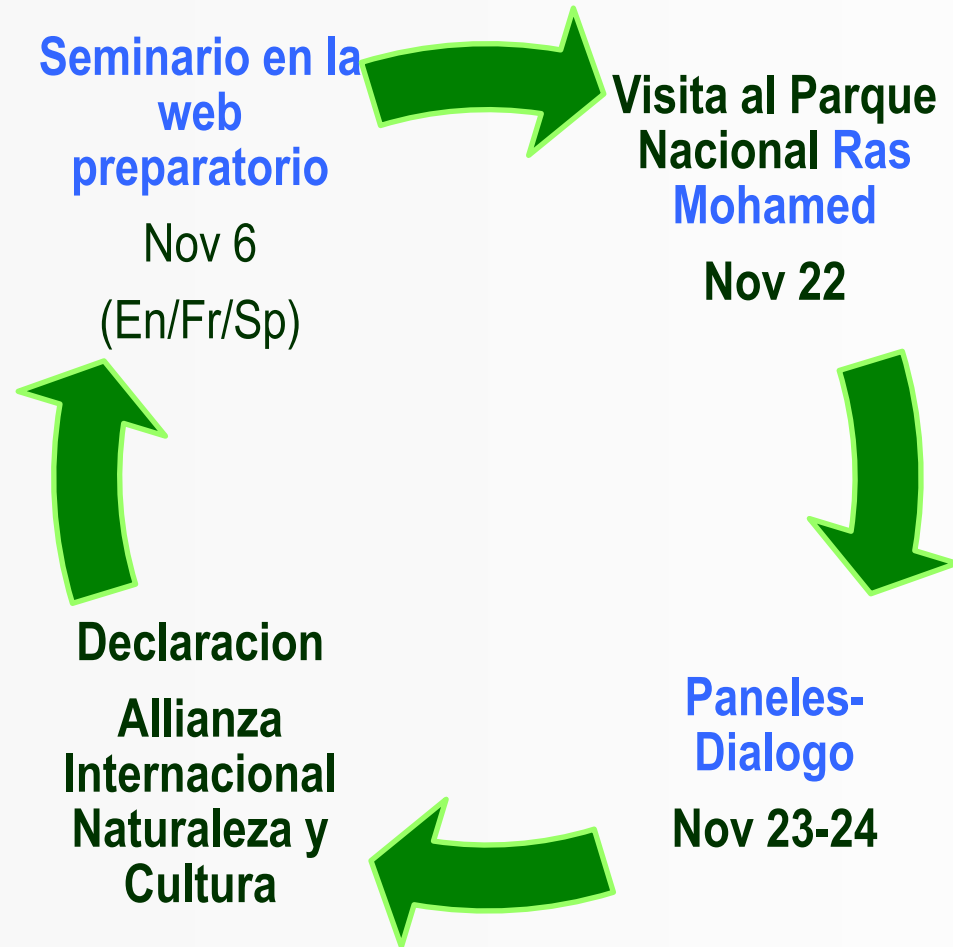 Seminario en la
web
preparatorio
Nov 6
(En/Fr/Sp)
Visita al Parque
Nacional Ras
Mohamed
Nov 22
Paneles-
Dialogo
Nov 23-24
Declaracion
Allianza
Internacional
Naturaleza y
Cultura